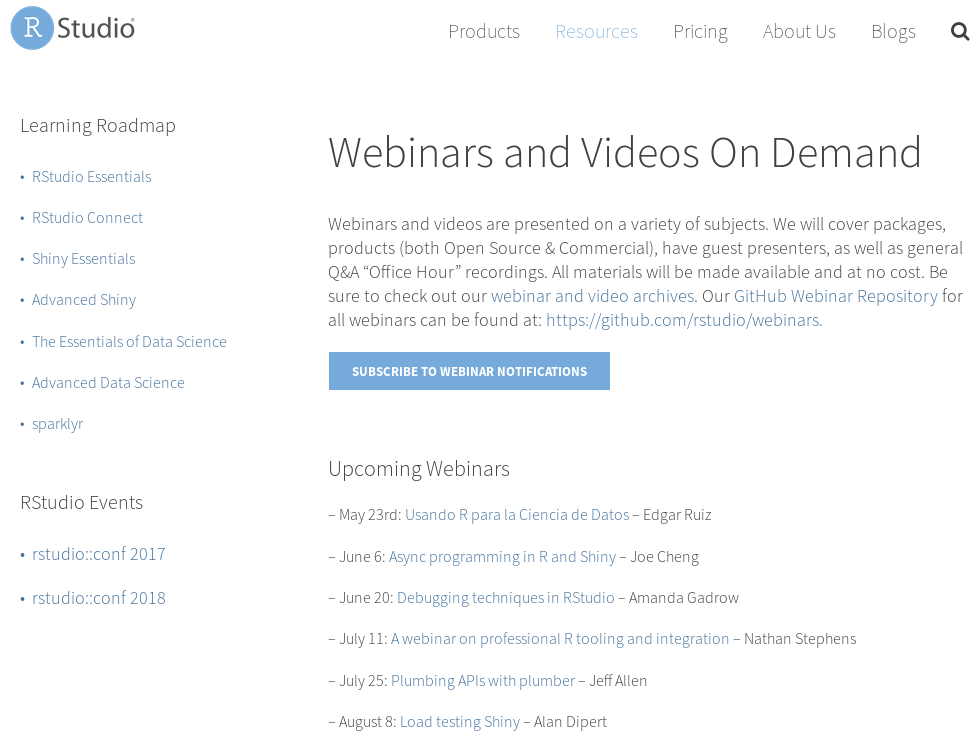 R Studio®
Products Resources Pricing About Us Blogs
Learning Roadmap
• RStudio Essentials
• RStudio Connect
• Shiny Essentials
• Advanced Shiny
• The Essentials of Data Science
• Advanced Data Science
• sparklyr
RStudio Events
• rstudio::conf 2017
• rstudio::conf 2018
Webinars and Videos On Demand
Webinars and videos are presented on a variety of subjects. We will cover packages,
products (both Open Source & Commercial), have guest presenters, as well as general
Q&A “Office Hour” recordings. All materials will be made available and at no cost. Be
sure to check out our webinar and video archives. Our GitHub Webinar Repository for
all webinars can be found at: https://github.com/rstudio/webinars.
SUBSCRIBE TO WEBINAR NOTIFICATIONS
Upcoming Webinars
– May 23rd: Usando R para la Ciencia de Datos – Edgar Ruiz
– June 6: Async programming in R and Shiny – Joe Cheng
– June 20: Debugging techniques in RStudio – Amanda Gadrow
– July 11: A webinar on professional R tooling and integration – Nathan Stephens
– July 25: Plumbing APIs with plumber – Jeff Allen
– August 8: Load testing Shiny – Alan Dipert